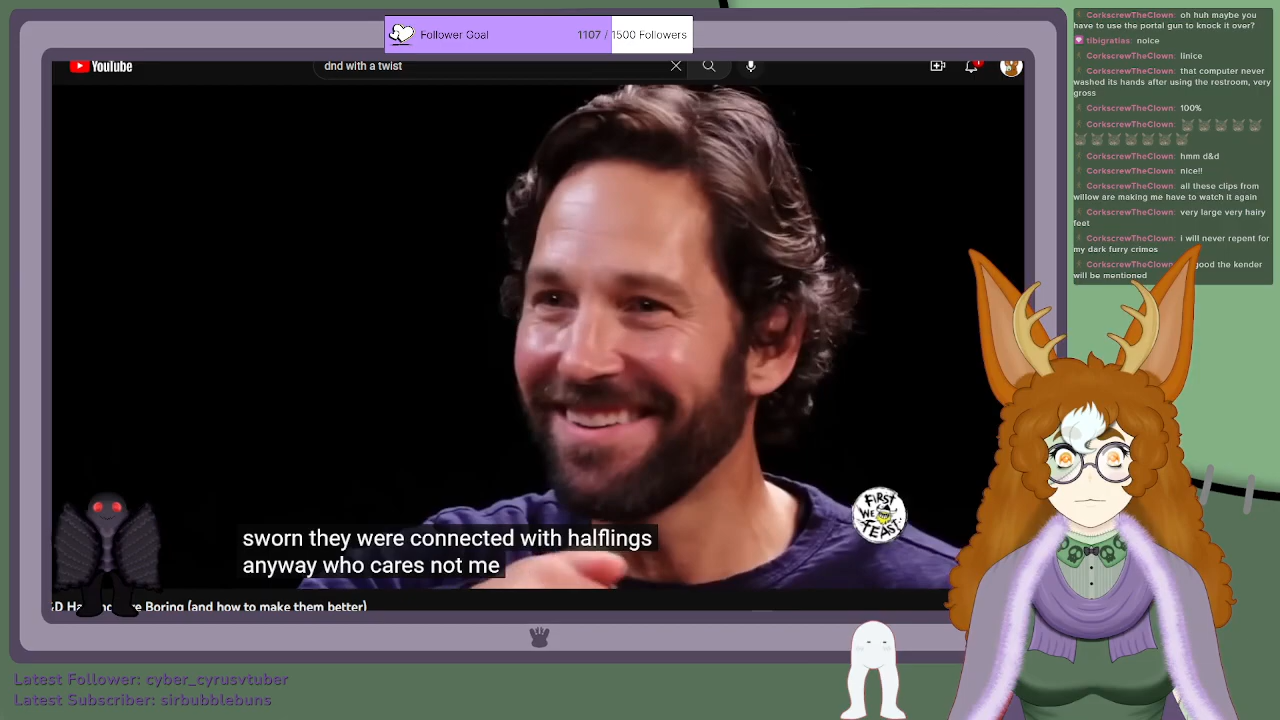 Follower Goal
1107 / 1500 Followers
YouTube
dnd with a twist
FIRST
WE
FEAST
sworn they were connected with halflings
anyway who cares not me
re Boring (and how to make them better)
Latest Follower: cyber_cyrusvtuber
Latest Subscriber: sirbubblebuns
CorkscrewTheClown: oh huh maybe you
have to use the portal gun to knock it over?
tibigratias: noice
CorkscrewTheClown: linice
CorkscrewTheClown: that computer never
washed its hands after using the restroom, very
gross
CorkscrewTheClown: 100%
CorkscrewTheClown:
CorkscrewTheClown: hmm d&d
CorkscrewTheClown: nice!!
CorkscrewTheClown: all these clips from
willow are making me have to watch it again
CorkscrewTheClown: very large very hairy
feet
CorkscrewTheClown: i will never repent for
my dark furry crimes
CorkscrewTheClown: good the kender
will be mentioned